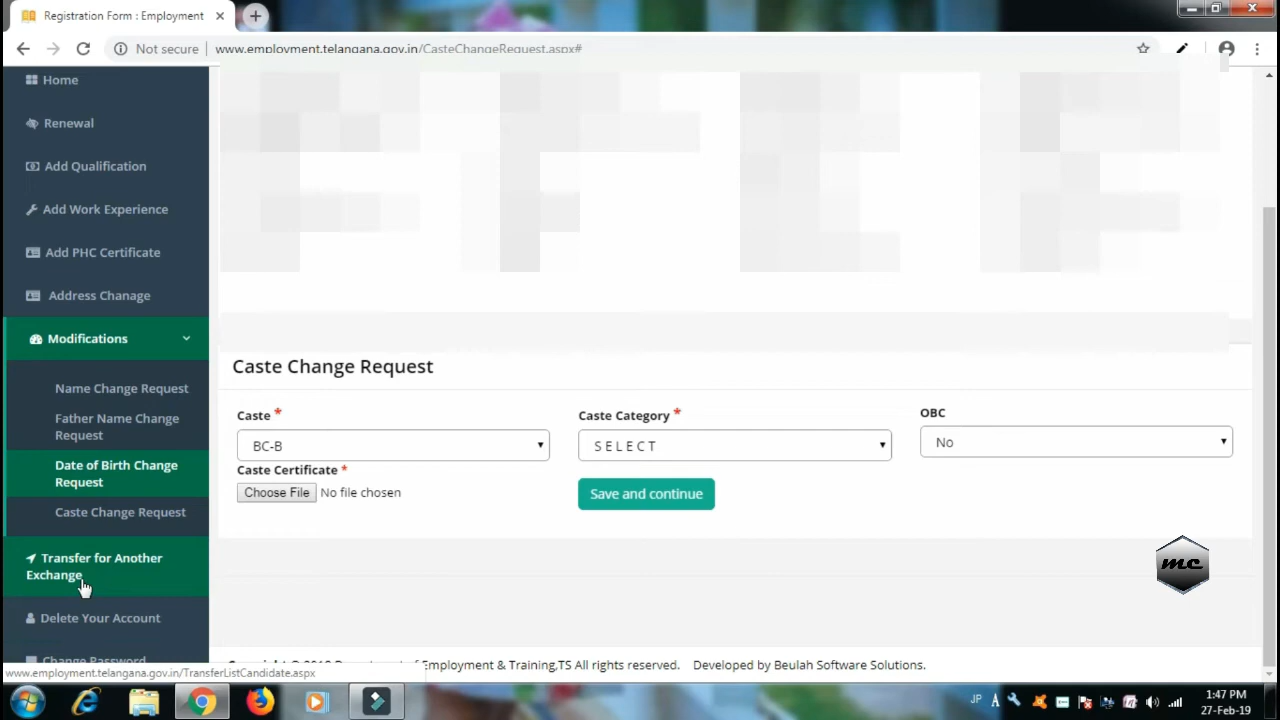 Registration Form : Employment
Not secure
www.employment.telangana.gov.in/CasteChangeRequest.aspx#
Home
Renewal
Add Qualification
Add Work Experience
Add PHC Certificate
Address Chanage
Modifications
Name Change Request
Father Name Change
Request
Date of Birth Change
Request
Caste Change Request
Transfer for Another
Exchange
Delete Your Account
Change Password
Caste Change Request
Caste *
Caste Category *
OBC
BC-B
S E L E C T
No
Caste Certificate *
Choose File No file chosen
Save and continue
mc
of Employment & Training,TS All rights reserved. Developed by Beulah Software Solutions.
www.employment.telangana.gov.in/TransferListCandidate.aspx
JP A
1:47 PM
27-Feb-19